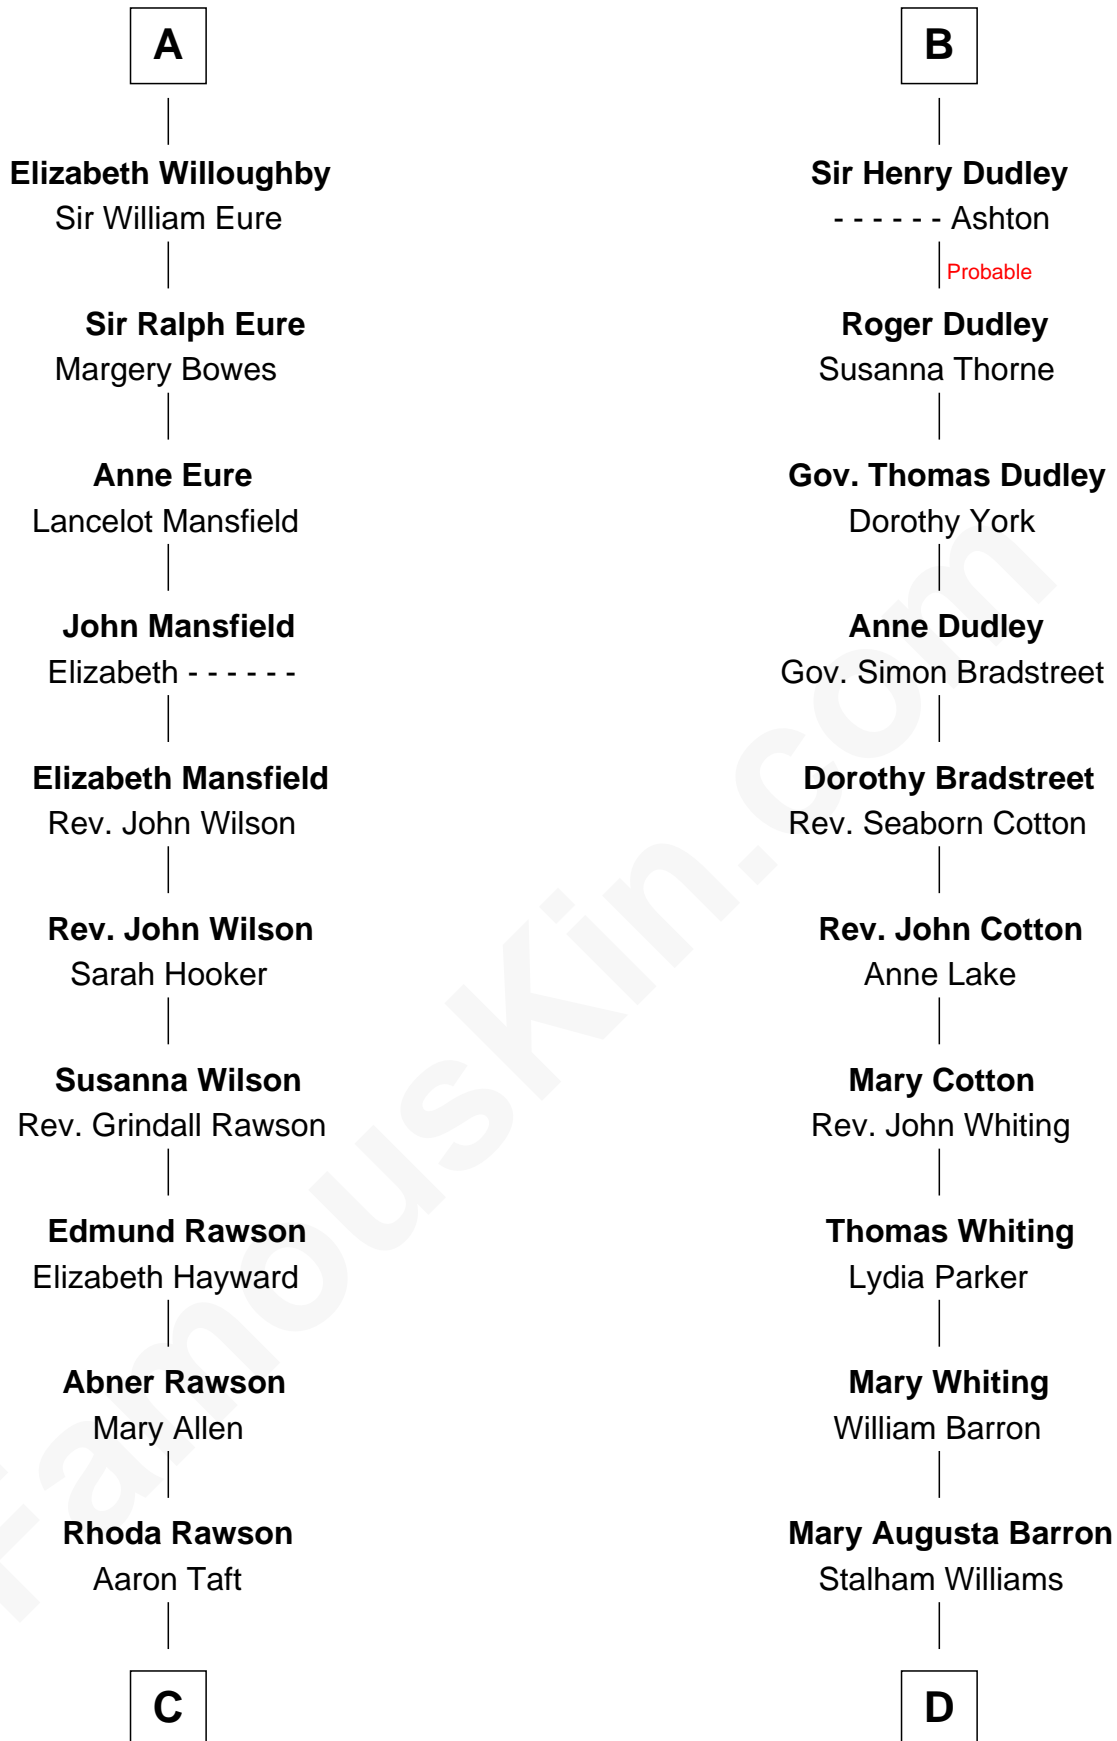 A
Elizabeth Willoughby
Sir William Eure
Sir Ralph Eure
Margery Bowes
Anne Eure
Lancelot Mansfield
John Mansfield
Elizabeth - - - - - -
Elizabeth Mansfield
Rev. John Wilson
Rev. John Wilson
Sarah Hooker
Susanna Wilson
Rev. Grindall Rawson
Edmund Rawson
Elizabeth Hayward
Abner Rawson
Mary Allen
Rhoda Rawson
Aaron Taft
C
B
Sir Henry Dudley
- - - - - - Ashton
Probable
Roger Dudley
Susanna Thorne
Gov. Thomas Dudley
Dorothy York
Anne Dudley
Gov. Simon Bradstreet
Dorothy Bradstreet
Rev. Seaborn Cotton
Rev. John Cotton
Anne Lake
Mary Cotton
Rev. John Whiting
Thomas Whiting
Lydia Parker
Mary Whiting
William Barron
Mary Augusta Barron
Stalham Williams
D
FamousKin.com